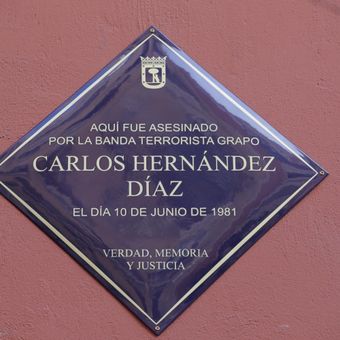 AQUÍ FUE ASESINADO
POR LA BANDA TERRORISTA GRAPO
CARLOS HERNÁNDEZ
DÍAZ
EL DÍA 10 DE JUNIO DE 1981
VERDAD, MEMORIA
Y JUSTICIA